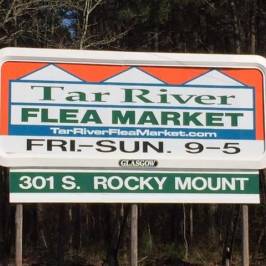 Tar River
FLEA MARKET
TarRiverFleaMarket.com
FRI.-SUN. 9-5
GLASGOW
301 S. ROCKY MOUNT